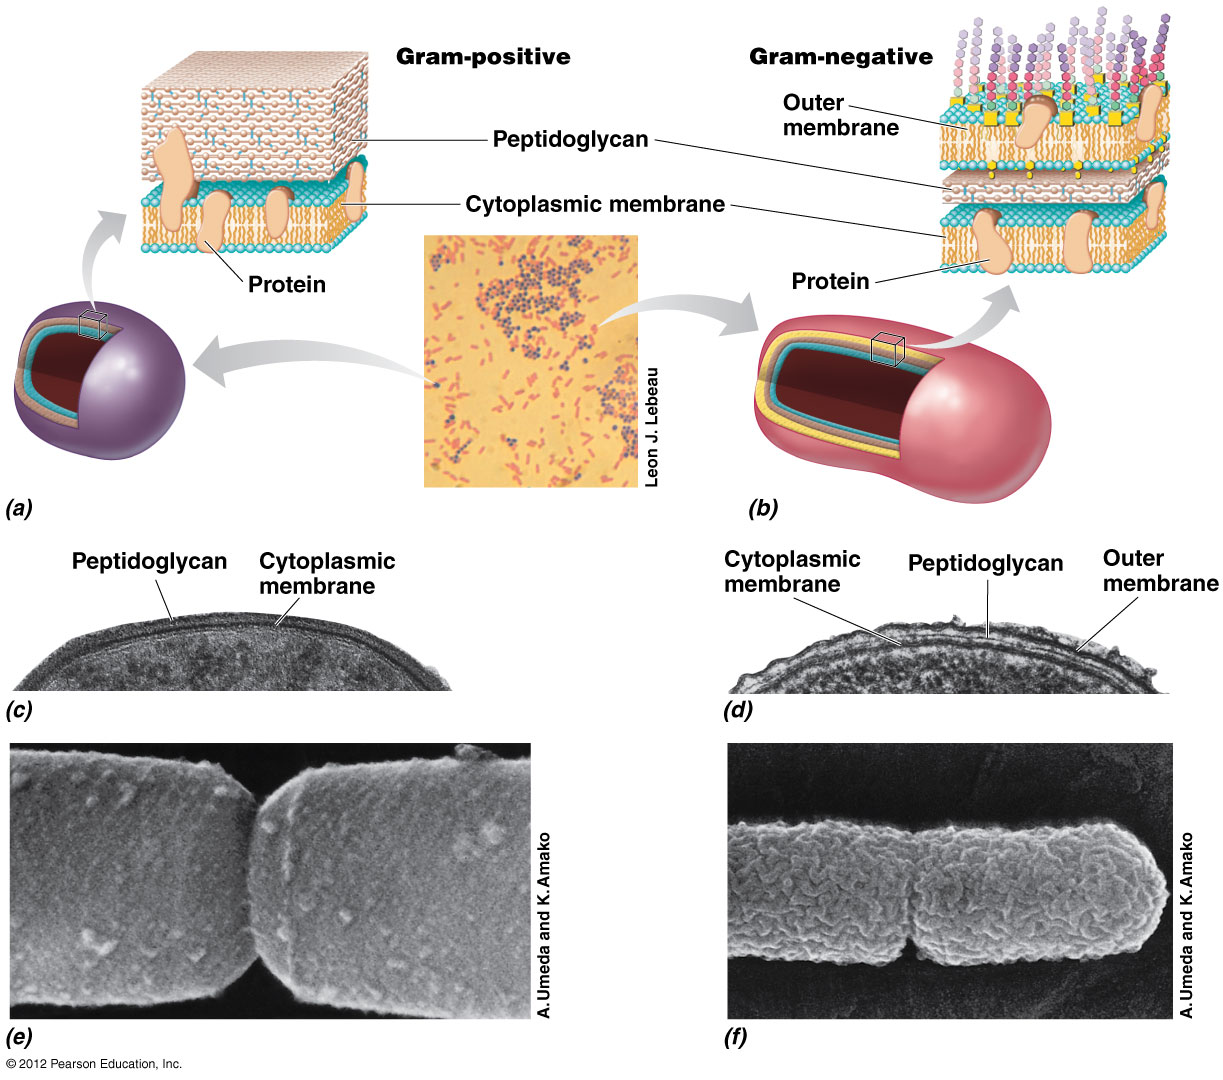 Gram-positive
Gram-negative
Outer
membrane
Peptidoglycan
Cytoplasmic membrane
Protein
Protein
Leon J. Lebeau
(a)
(b)
Peptidoglycan
Cytoplasmic
membrane
Cytoplasmic
membrane
Peptidoglycan
Outer
membrane
(c)
(d)
A. Umeda and K. Amako
A. Umeda and K. Amako
(e)
(f)
© 2012 Pearson Education, Inc.